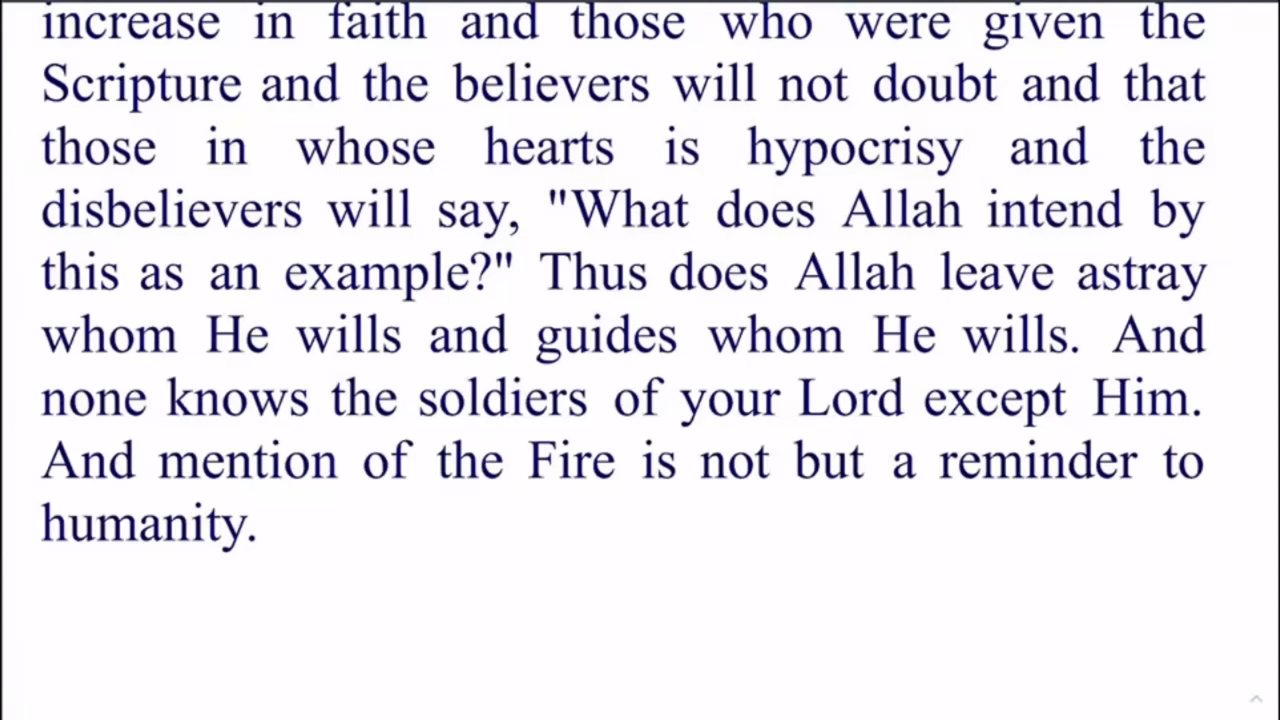 increase in faith and those who were given the
Scripture and the believers will not doubt and that
those in whose hearts is hypocrisy and the
disbelievers will say, "What does Allah intend by
this as an example?" Thus does Allah leave astray
whom He wills and guides whom He wills. And
none knows the soldiers of your Lord except Him.
And mention of the Fire is not but a reminder to
humanity.